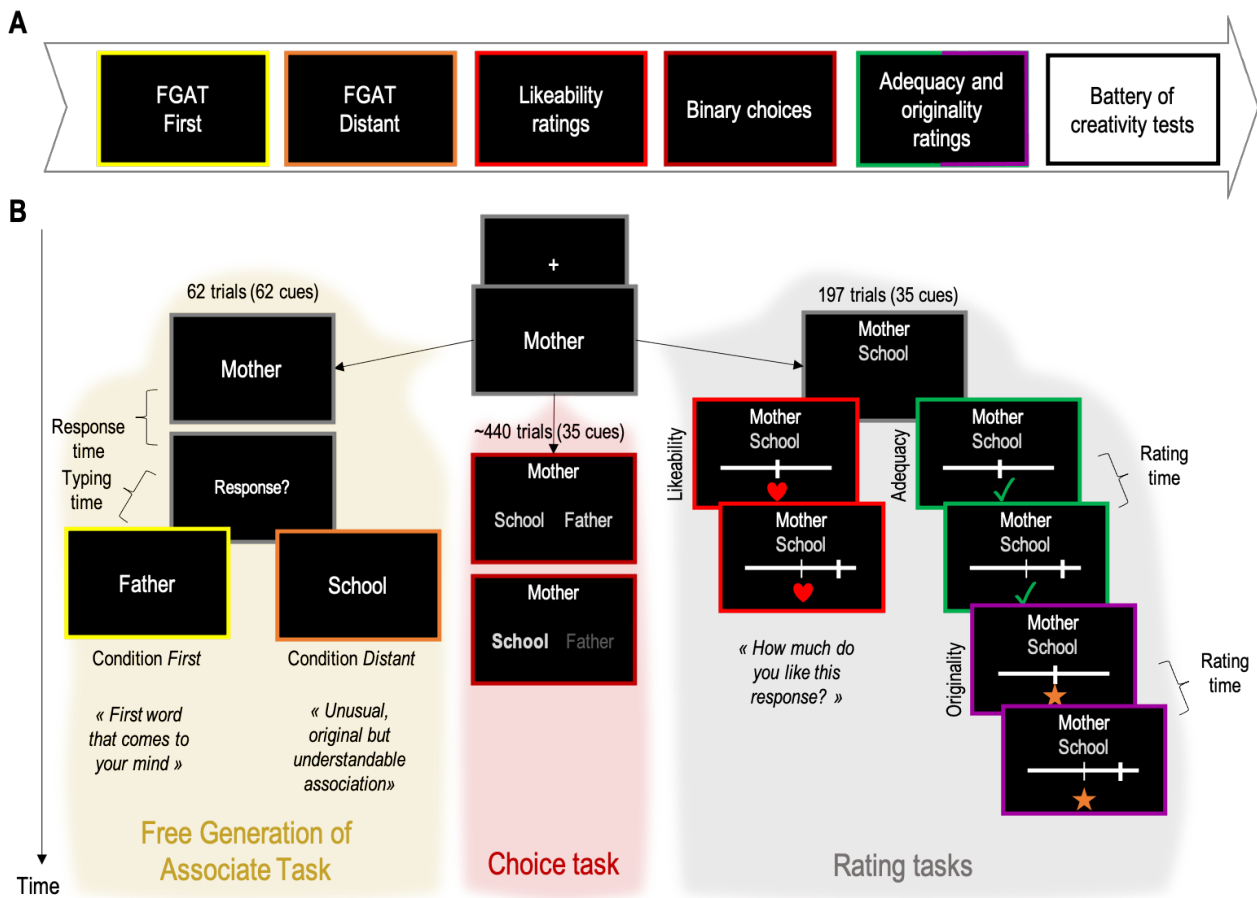 A
FGAT
First
FGAT
Distant
Likeability
ratings
Binary choices
Adequacy and
originality
ratings
Battery of
creativity tests
B
+
Mother
62 trials (62 cues)
Mother
Response
time
Typing
time
Response?
Father
School
Condition First
Condition Distant
« First word
that comes to
your mind »
« Unusual,
original but
understandable
association»
Free Generation of
Associate Task
~440 trials (35 cues)
Mother
School Father
Mother
School Father
Choice task
197 trials (35 cues)
Mother
School
Likeability
Mother
School
Mother
School
« How much do
you like this
response? »
Adequacy
Mother
School
Rating
time
Mother
School
Originality
Mother
School
Rating
time
Mother
School
Rating tasks
Time